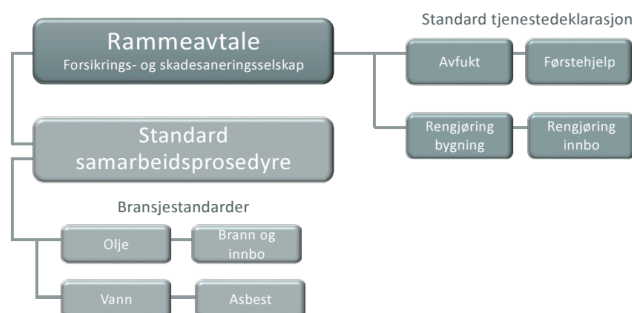 Standard tjenestedeklarasjon
Rammeavtale
Forsikrings- og skadesaneringsselskap
Avfukt
Førstehjelp
Standard
samarbeidsprosedyre
Rengjøring
bygning
Rengjøring
innbo
Bransjestandarder
Olje
Brann og
innbo
Vann
Asbest